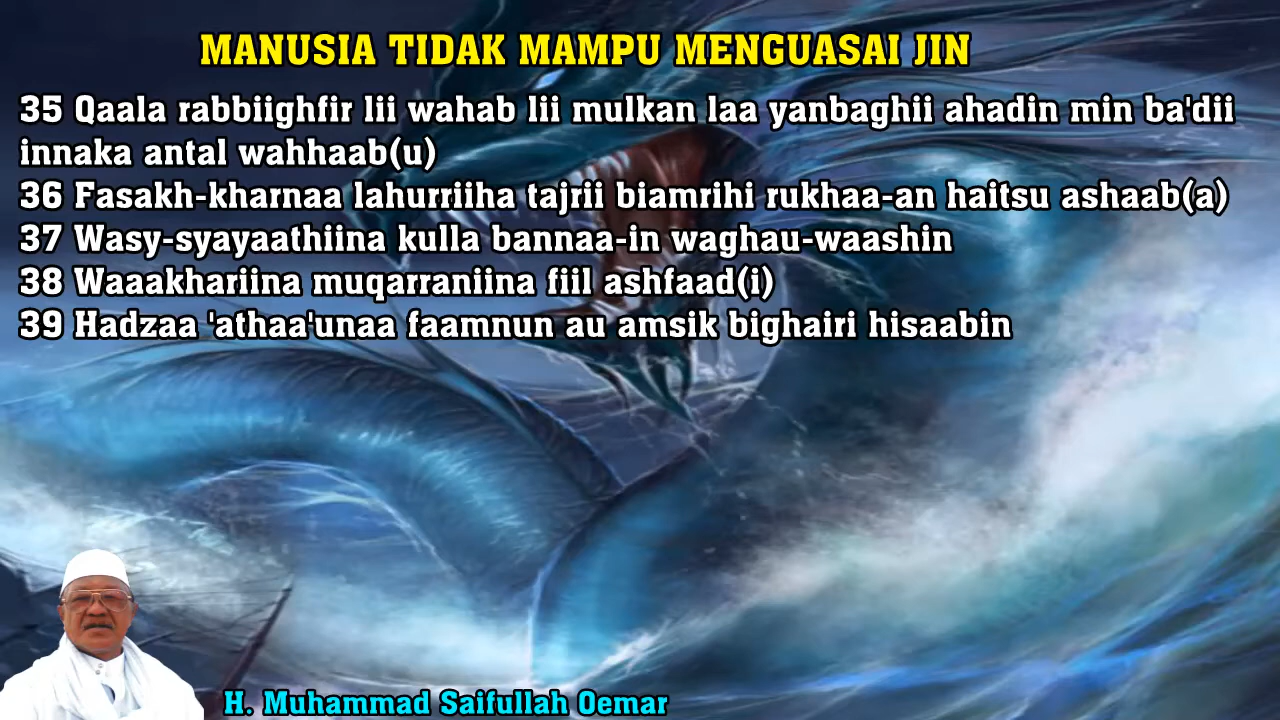 MANUSIA TIDAK MAMPU MENGUASAI JIN
35 Qaala rabbiighfir lii wahab lii mulkan laa yanbaghii ahadin min ba'dii
innaka antal wahhaab(u)
36 Fasakh-kharnaa lahurriiha tajrii biamrihi rukhaa-an haitsu ashaab(a)
37 Wasy-syayaathiina kulla bannaa-in waghau-waashin
38 Waaakhariina muqarraniina fiil ashfaad(i)
39 Hadzaa 'athaa'unaa faamnun au amsik bighairi hisaabin
H. Muhammad Saifullah Oemar